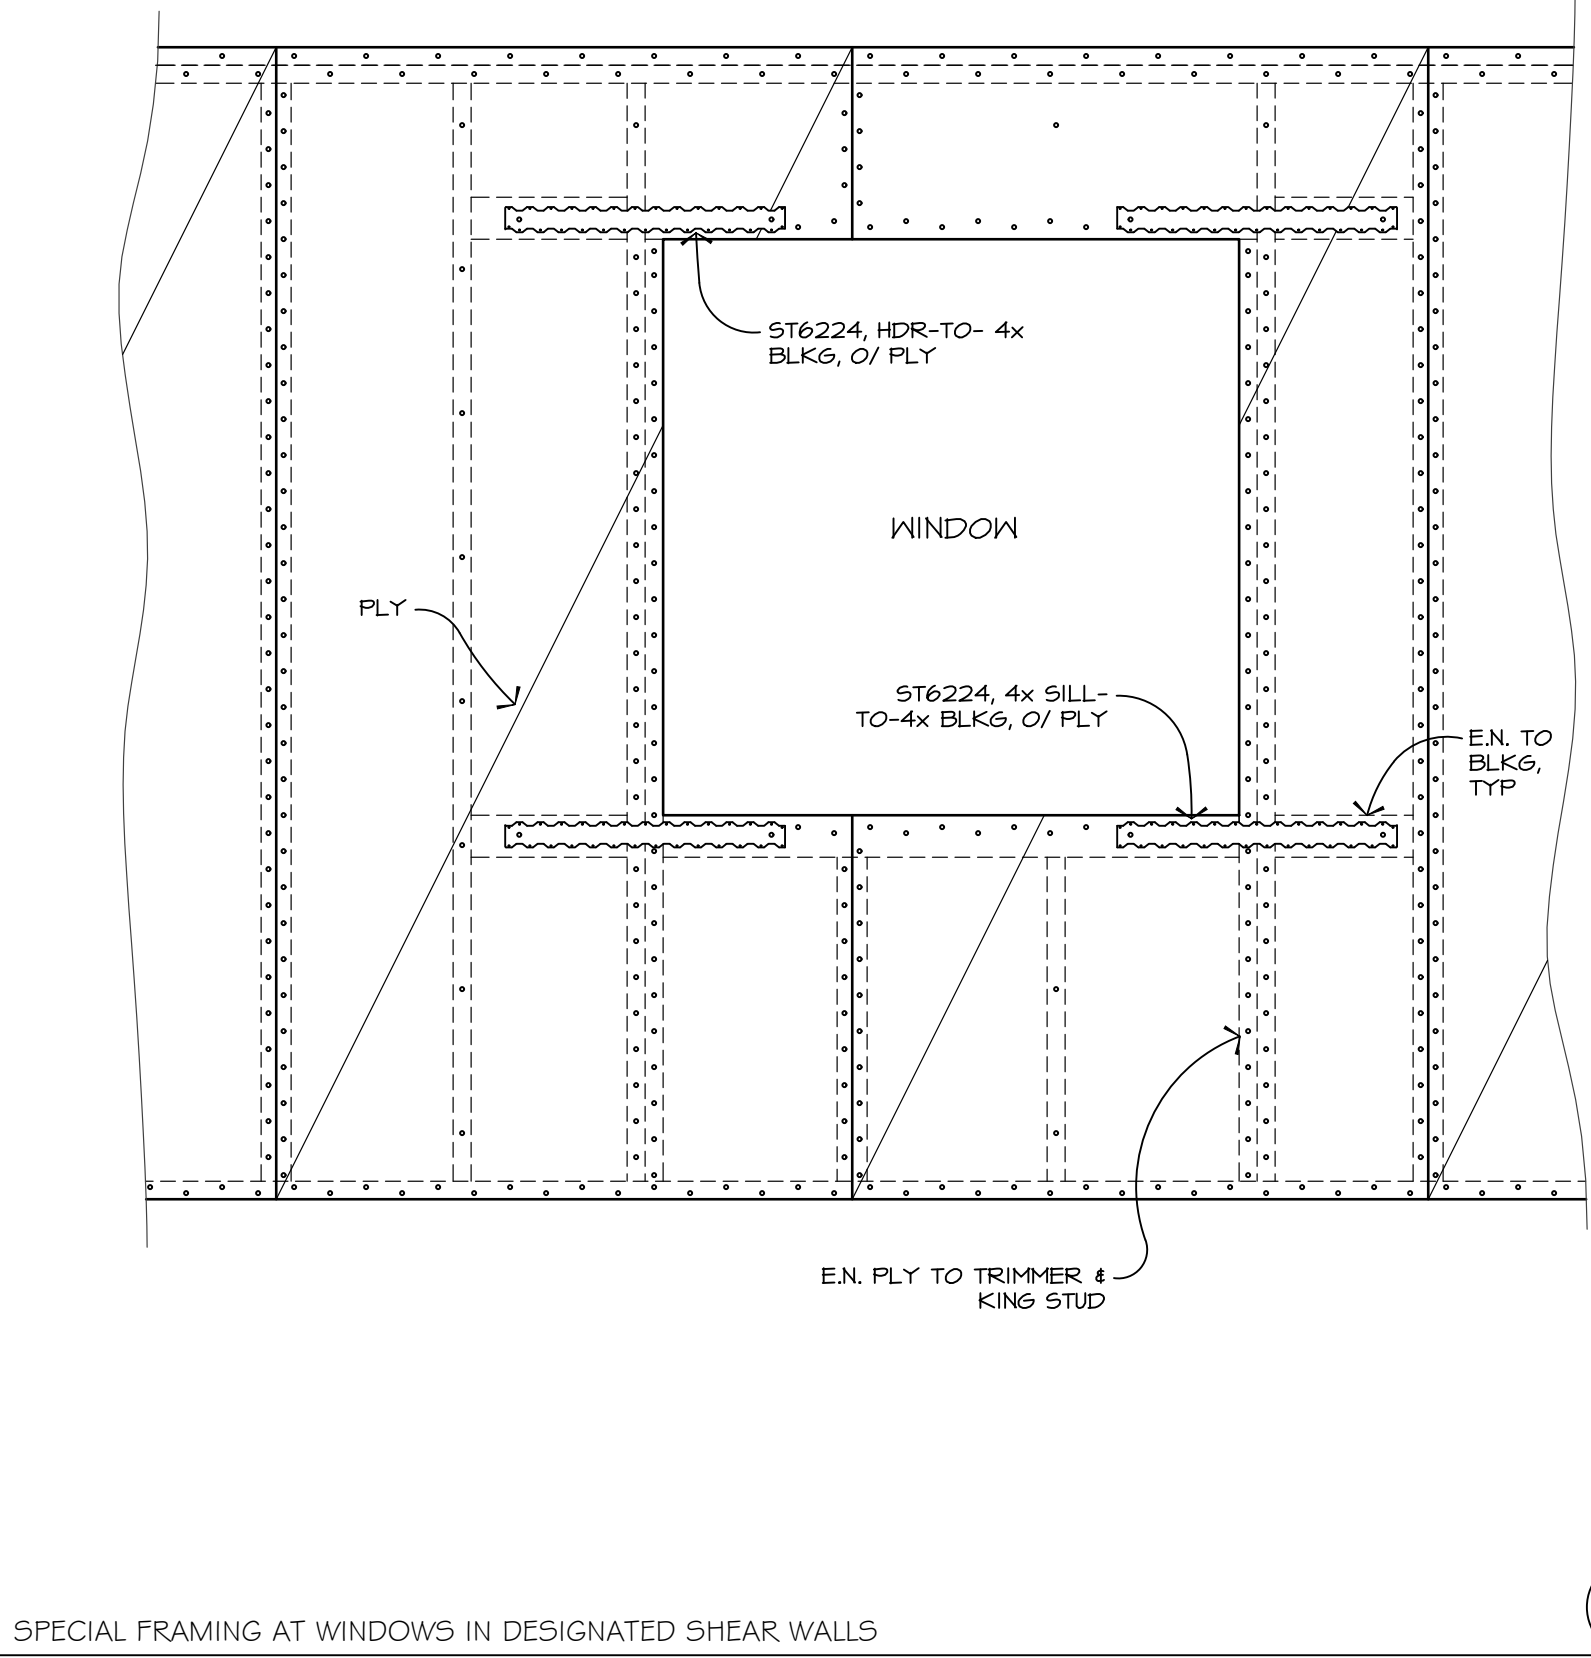 ST6224, HDR-TO- 4x
BLKG, O/ PLY
WINDOW
PLY
ST6224, 4x SILL-
TO-4x BLKG, O/ PLY
E.N. TO
BLKG,
TYP
E.N. PLY TO TRIMMER &
KING STUD
SPECIAL FRAMING AT WINDOWS IN DESIGNATED SHEAR WALLS